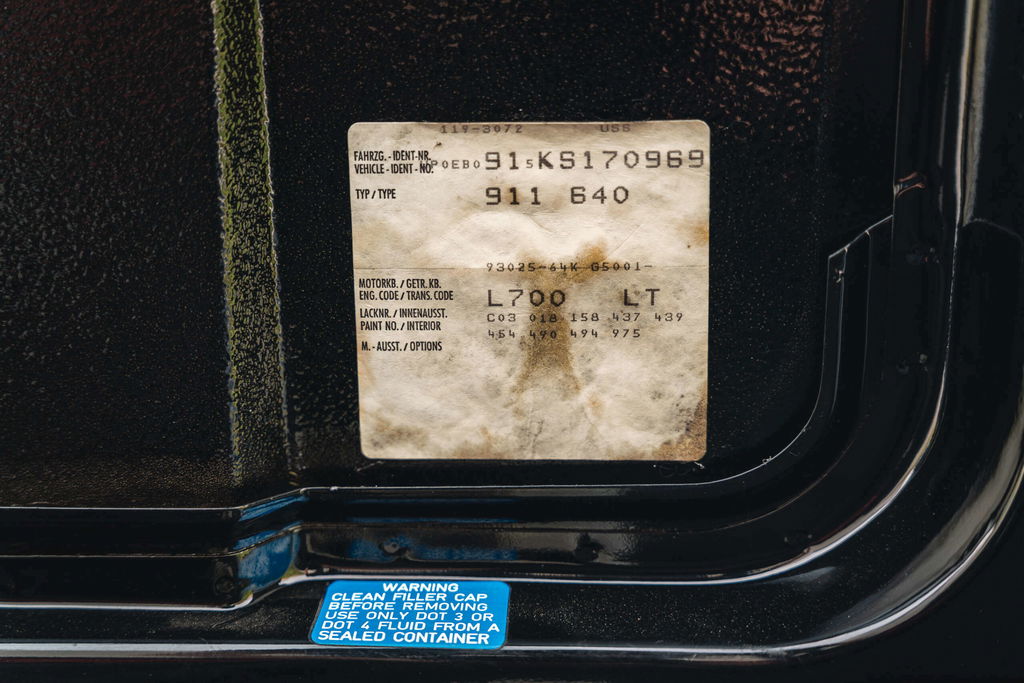 119-3072 USS
FAHRZG. - IDENT-NR.
VEHICLE - IDENT - NO. WP0EB0915KS170969
TYP / TYPE 911 640
93025-64K G5001-
MOTORKB. / GETR. KB.
ENG. CODE / TRANS. CODE L700 LT
LACKNR. / INNENAUSST. C03 018 158 437 439
PAINT NO. / INTERIOR
454 490 494 975
M. - AUSST. / OPTIONS
WARNING
CLEAN FILLER CAP
BEFORE REMOVING
USE ONLY DOT 3 OR
DOT 4 FLUID FROM A
SEALED CONTAINER